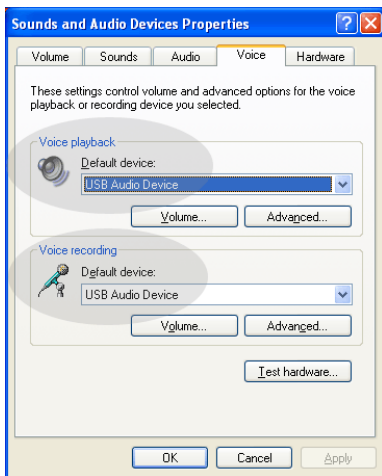 Sounds and Audio Devices Properties
Volume Sounds Audio Voice Hardware
These settings control volume and advanced options for the voice
playback or recording device you selected.
Voice playback
Default device:
USB Audio Device
Volume... Advanced...
Voice recording
Default device:
USB Audio Device
Volume... Advanced...
Test hardware...
OK Cancel Apply